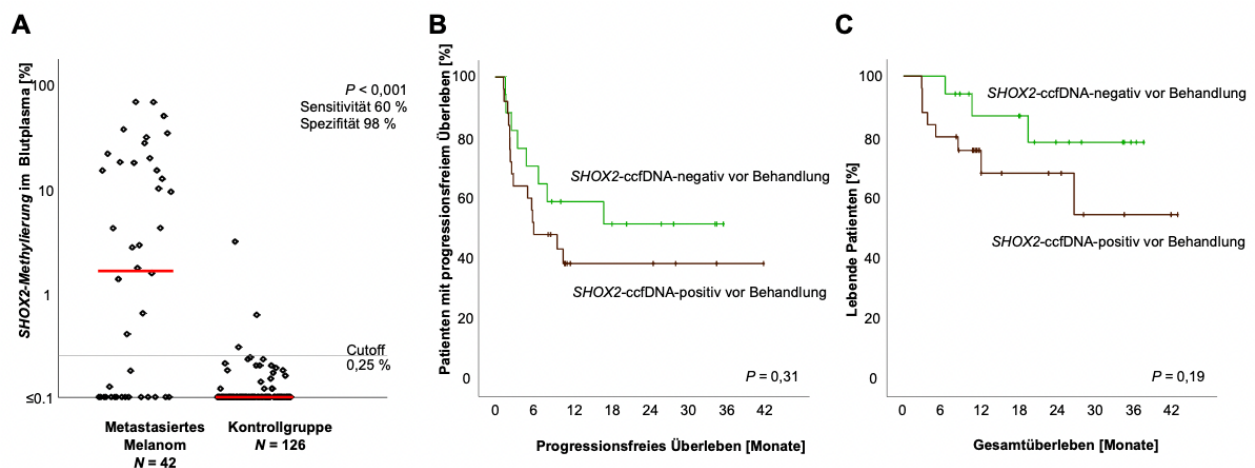 A
SHOX2-Methylierung im Blutplasma [%]
100
10
1
≤0.1
P < 0,001
Sensitivität 60 %
Spezifität 98 %
Cutoff
0,25 %
Metastasiertes
Melanom
N = 42
Kontrollgruppe
N = 126
B
Patienten mit progressionsfreiem Überleben [%]
100
80
60
40
20
0
SHOX2-ccfDNA-negativ vor Behandlung
SHOX2-ccfDNA-positiv vor Behandlung
P = 0,31
0 6 12 18 24 30 36 42
Progressionsfreies Überleben [Monate]
C
Lebende Patienten [%]
100
80
60
40
20
0
SHOX2-ccfDNA-negativ vor Behandlung
SHOX2-ccfDNA-positiv vor Behandlung
P = 0,19
0 6 12 18 24 30 36 42
Gesamtüberleben [Monate]